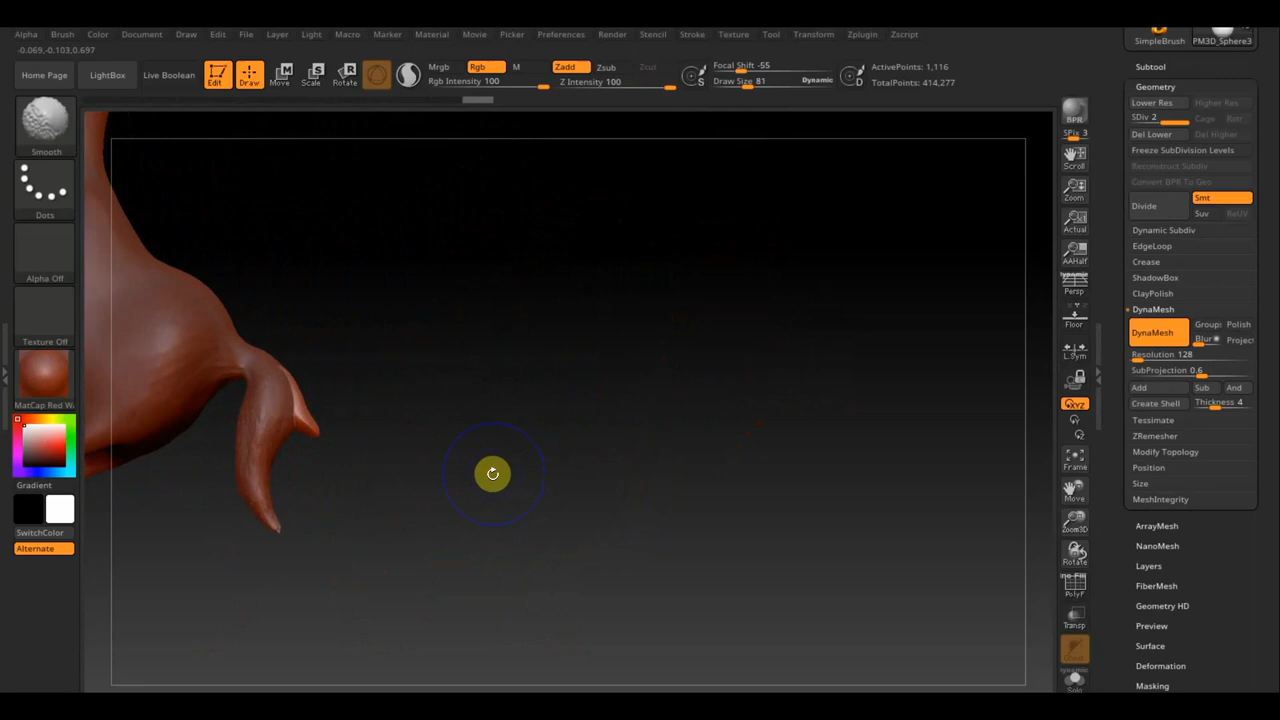 Alpha Brush Color Document Draw Edit File Layer Light Macro Marker Material Movie Picker Preferences Render Stencil Stroke Texture Tool Transform Zplugin Zscript
-0.069,-0.103,0.697
Home Page LightBox Live Boolean Edit Draw Move Scale Rotate
Mrgb Rgb M Zadd Zsub Zcut
Rgb Intensity 100 Z Intensity 100
S Focal Shift -55
Draw Size 81 Dynamic D
ActivePoints: 1,116
TotalPoints: 414,277
Smooth
Dots
Alpha Off
Texture Off
MatCap Red Wa
Gradient
SwitchColor
Alternate
BPR
SPix 3
Scroll
Zoom
Actual
AAHalf
Persp
Floor
L.Sym
XYZ
Y
Z
Frame
Move
Zoom3D
Rotate
PolyF
Transp
Ghost
Solo
SimpleBrush PM3D_Sphere3
Subtool
Geometry
Lower Res Higher Res
SDiv 2 Cage Rstr
Del Lower Del Higher
Freeze SubDivision Levels
Reconstruct Subdiv
Convert BPR To Geo
Divide Smt
Suv ReUV
Dynamic Subdiv
EdgeLoop
Crease
ShadowBox
ClayPolish
DynaMesh
DynaMesh Group: Polish
Blur Projec
Resolution 128
SubProjection 0.6
Add Sub And
Create Shell Thickness 4
Tessimate
ZRemesher
Modify Topology
Position
Size
MeshIntegrity
ArrayMesh
NanoMesh
Layers
FiberMesh
Geometry HD
Preview
Surface
Deformation
Masking